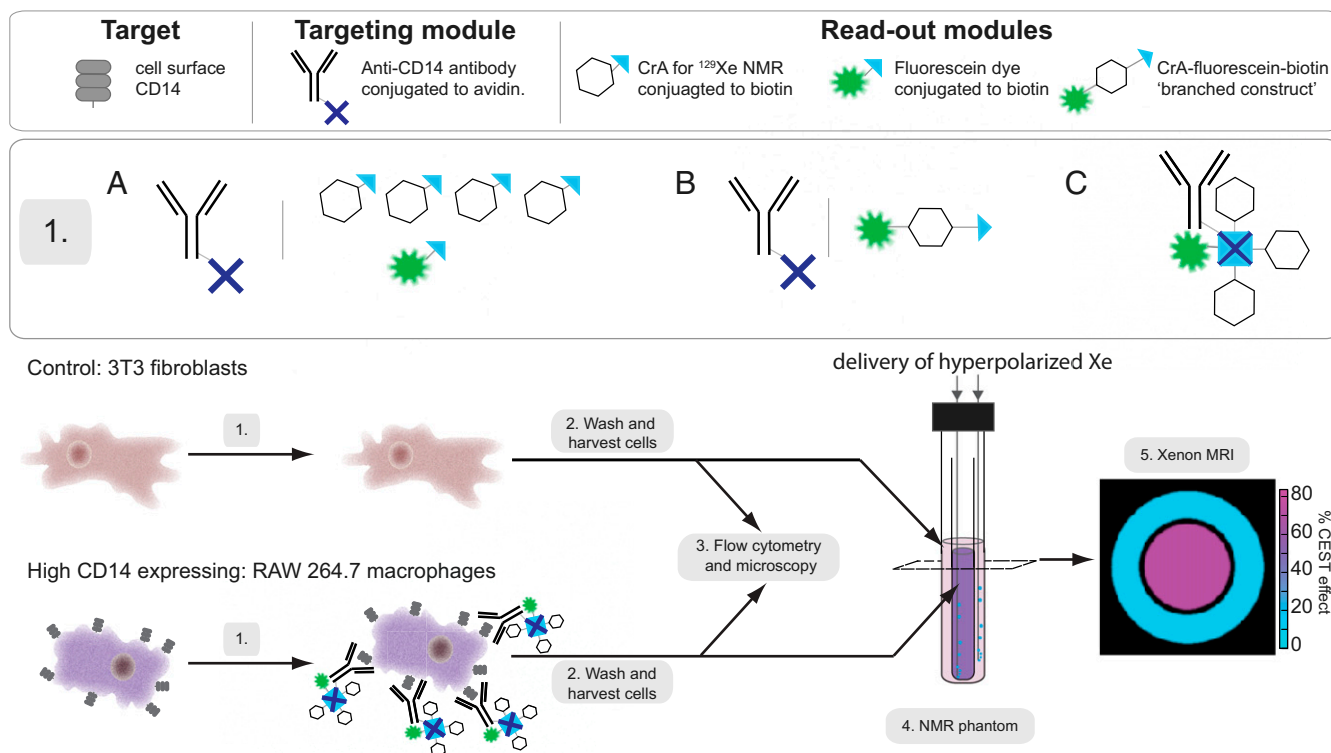 Target
cell surface
CD14
Targeting module
Anti-CD14 antibody
conjugated to avidin.
Read-out modules
CrA for ¹²⁹Xe NMR
conjuagted to biotin
Fluorescein dye
conjugated to biotin
CrA-fluorescein-biotin
‘branched construct’
1.
A
B
C
Control: 3T3 fibroblasts
1.
2. Wash and
harvest cells
delivery of hyperpolarized Xe
3. Flow cytometry
and microscopy
High CD14 expressing: RAW 264.7 macrophages
1.
2. Wash and
harvest cells
4. NMR phantom
5. Xenon MRI
80
60
40
20
0
% CEST effect